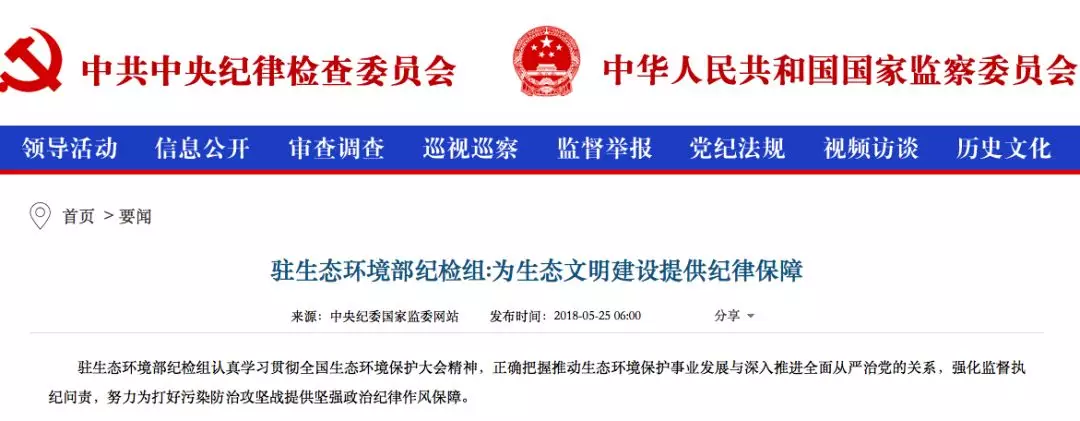 中共中央纪律检查委员会 中华人民共和国国家监察委员会
领导活动 信息公开 审查调查 巡视巡察 监督举报 党纪法规 视频访谈 历史文化
首页 > 要闻
驻生态环境部纪检组:为生态文明建设提供纪律保障
来源：中央纪委国家监委网站 发布时间：2018-05-25 06:00 分享
驻生态环境部纪检组认真学习贯彻全国生态环境保护大会精神，正确把握推动生态环境保护事业发展与深入推进全面从严治党的关系，强化监督执
纪问责，努力为打好污染防治攻坚战提供坚强政治纪律作风保障。